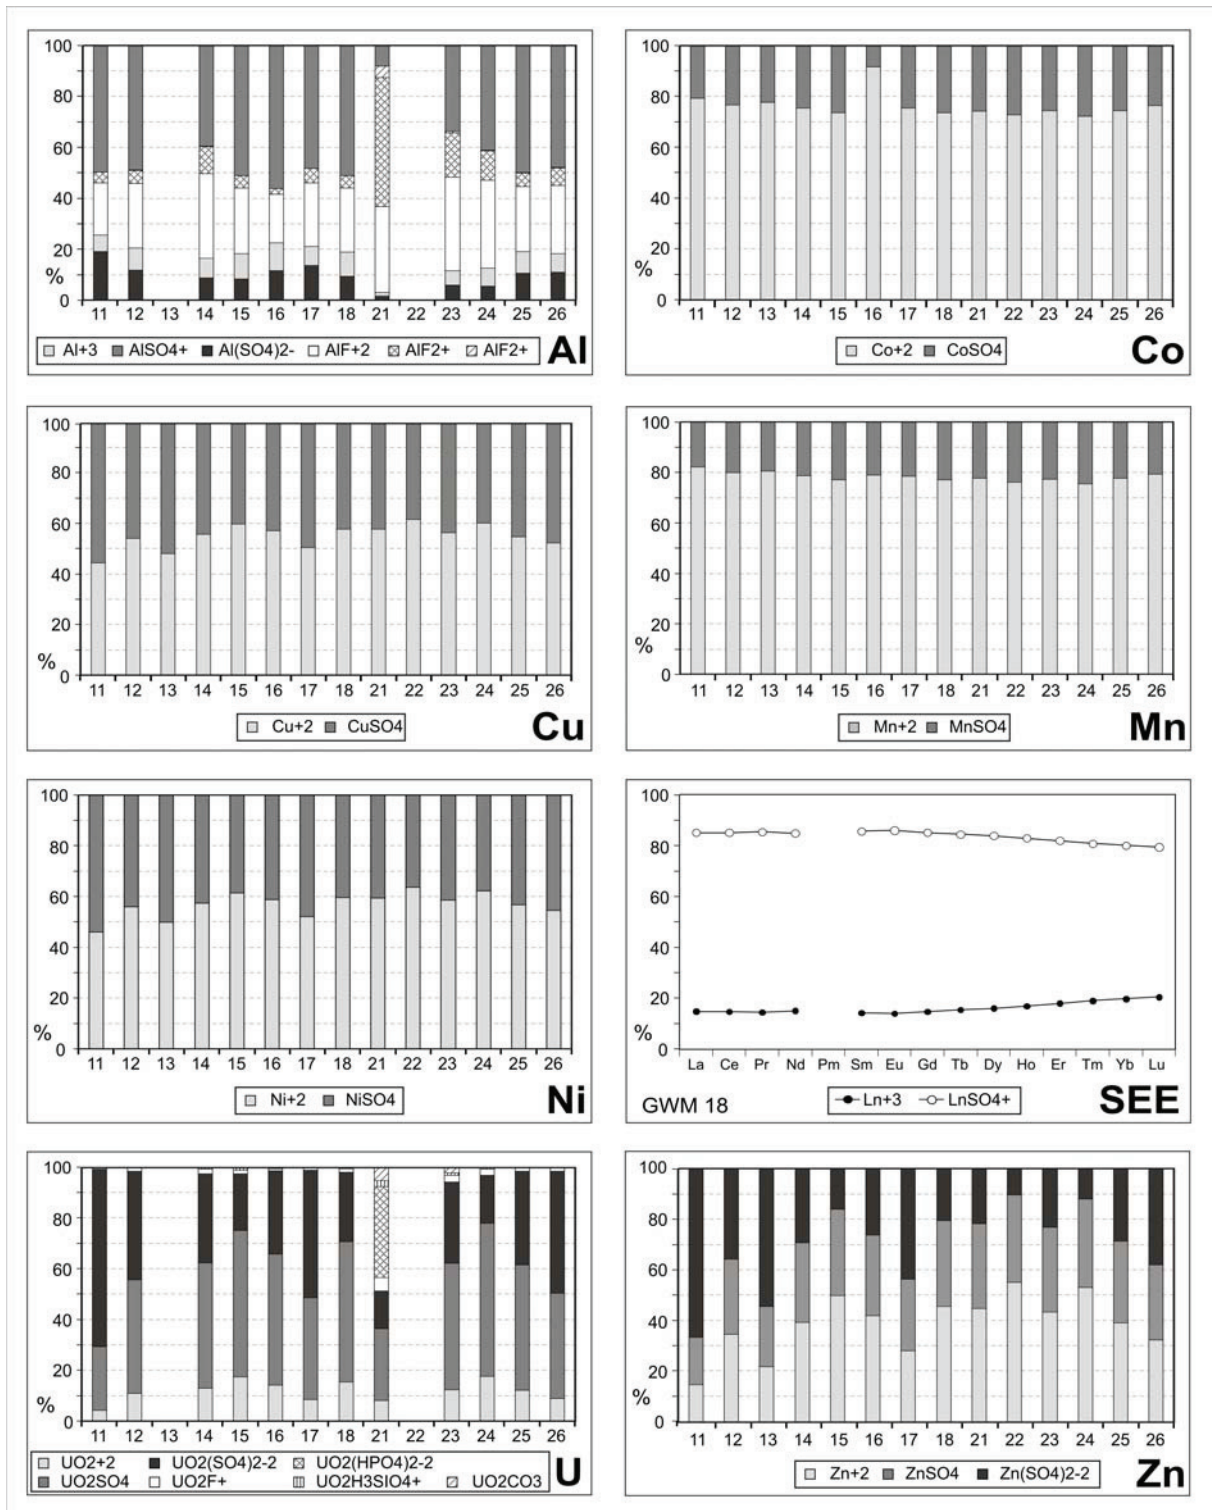 100
80
60
40
20
%
0
11 12 13 14 15 16 17 18 21 22 23 24 25 26
Al+3 AlSO4+ Al(SO4)2- AlF+2 AlF2+ AlF2+
Al
100
80
60
40
20
%
0
11 12 13 14 15 16 17 18 21 22 23 24 25 26
Co+2 CoSO4
Co
100
80
60
40
20
%
0
11 12 13 14 15 16 17 18 21 22 23 24 25 26
Cu+2 CuSO4
Cu
100
80
60
40
20
%
0
11 12 13 14 15 16 17 18 21 22 23 24 25 26
Mn+2 MnSO4
Mn
100
80
60
40
20
%
0
11 12 13 14 15 16 17 18 21 22 23 24 25 26
Ni+2 NiSO4
Ni
100
80
60
40
20
%
0
La Ce Pr Nd Pm Sm Eu Gd Tb Dy Ho Er Tm Yb Lu
GWM 18
Ln+3 LnSO4+
SEE
100
80
60
40
20
%
0
11 12 13 14 15 16 17 18 21 22 23 24 25 26
UO2+2 UO2(SO4)2-2 UO2(HPO4)2-2
UO2SO4 UO2F+ UO2H3SIO4+ UO2CO3
U
100
80
60
40
20
%
0
11 12 13 14 15 16 17 18 21 22 23 24 25 26
Zn+2 ZnSO4 Zn(SO4)2-2
Zn